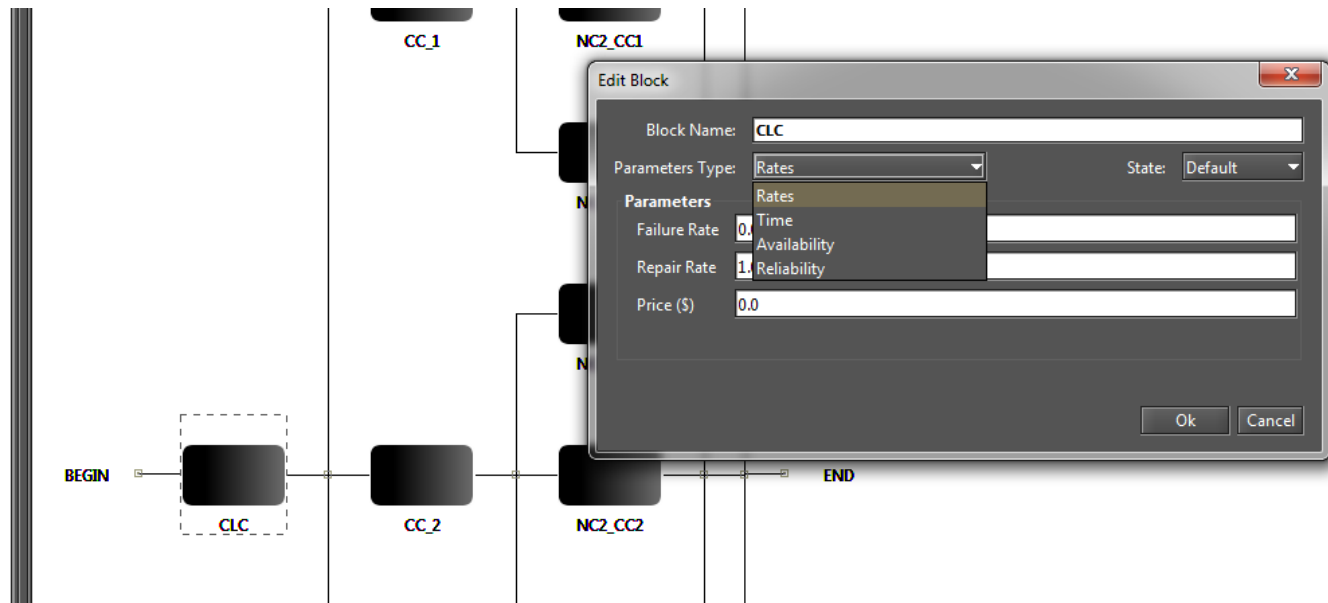 CC_1
NC2_CC1
Edit Block
Block Name: CLC
Parameters Type: Rates
State: Default
Rates
Time
Availability
Reliability
Parameters
Failure Rate
Repair Rate
Price ($) 0.0
Ok Cancel
BEGIN
END
CLC
CC_2
NC2_CC2